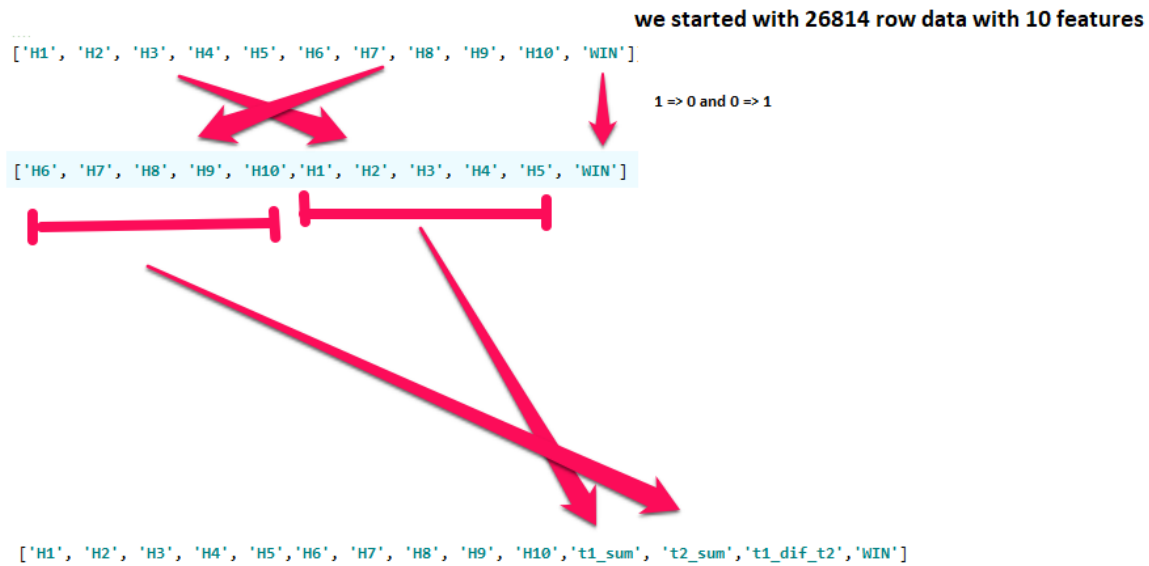 we started with 26814 row data with 10 features
['H1', 'H2', 'H3', 'H4', 'H5', 'H6', 'H7', 'H8', 'H9', 'H10', 'WIN']
1 => 0 and 0 => 1
['H6', 'H7', 'H8', 'H9', 'H10','H1', 'H2', 'H3', 'H4', 'H5', 'WIN']
['H1', 'H2', 'H3', 'H4', 'H5','H6', 'H7', 'H8', 'H9', 'H10','t1_sum', 't2_sum','t1_dif_t2','WIN']